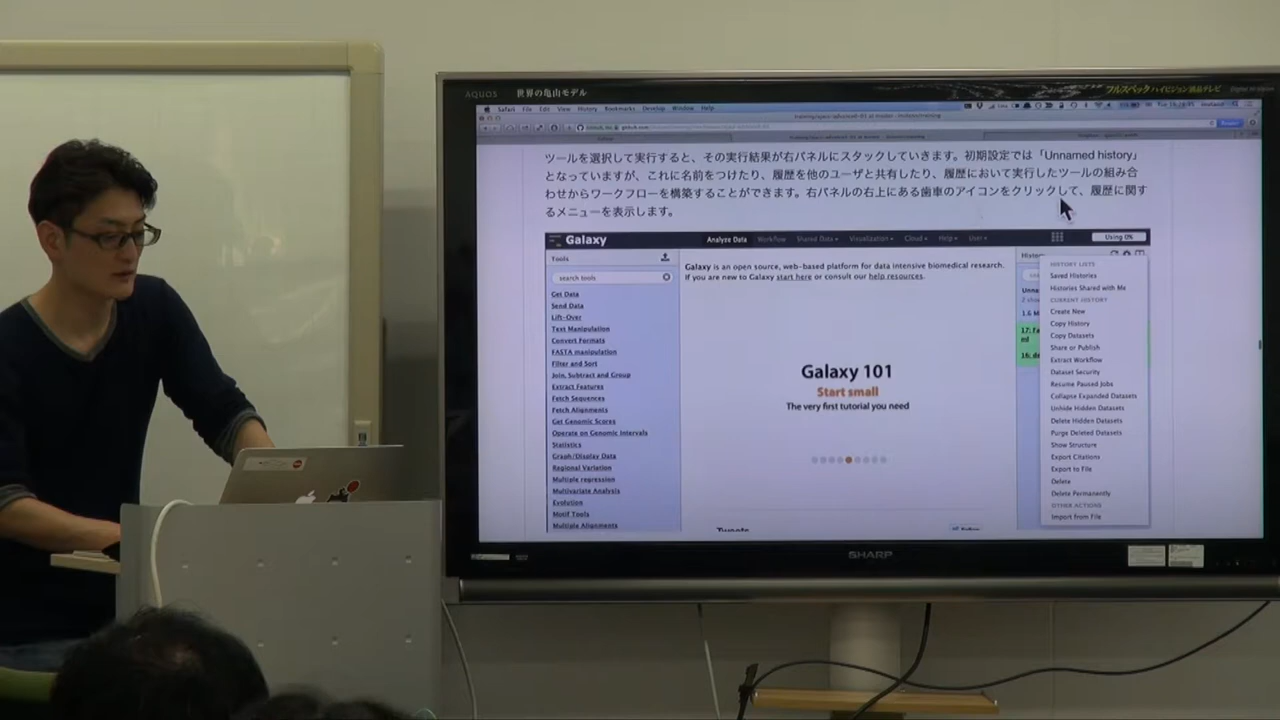 AQUOS 世界の亀山モデル
フルスペックハイビジョン液晶テレビ
Safari File Edit View History Bookmarks Develop Window Help
ツールを選択して実行すると、その実行結果が右パネルにスタックしていきます。初期設定では「Unnamed history」
となっていますが、これに名前をつけたり、履歴を他のユーザと共有したり、履歴において実行したツールの組み合
わせからワークフローを構築することができます。右パネルの右上にある歯車のアイコンをクリックして、履歴に関す
るメニューを表示します。
Galaxy
Analyze Data Workflow Shared Data Visualization Cloud Help User
Using 0%
Tools
search tools
Get Data
Send Data
Lift-Over
Text Manipulation
Convert Formats
FASTA manipulation
Filter and Sort
Join, Subtract and Group
Extract Features
Fetch Sequences
Fetch Alignments
Get Genomic Scores
Operate on Genomic Intervals
Statistics
Graph/Display Data
Regional Variation
Multiple regression
Multivariate Analysis
Evolution
Motif Tools
Multiple Alignments
Galaxy is an open source, web-based platform for data intensive biomedical research.
If you are new to Galaxy start here or consult our help resources.
Galaxy 101
Start small
The very first tutorial you need
Tweets
HISTORY LISTS
Saved Histories
Histories Shared with Me
CURRENT HISTORY
Create New
Copy History
Copy Datasets
Share or Publish
Extract Workflow
Dataset Security
Resume Paused Jobs
Collapse Expanded Datasets
Unhide Hidden Datasets
Delete Hidden Datasets
Purge Deleted Datasets
Show Structure
Export Citations
Export to File
Delete
Delete Permanently
OTHER ACTIONS
Import from File
SHARP